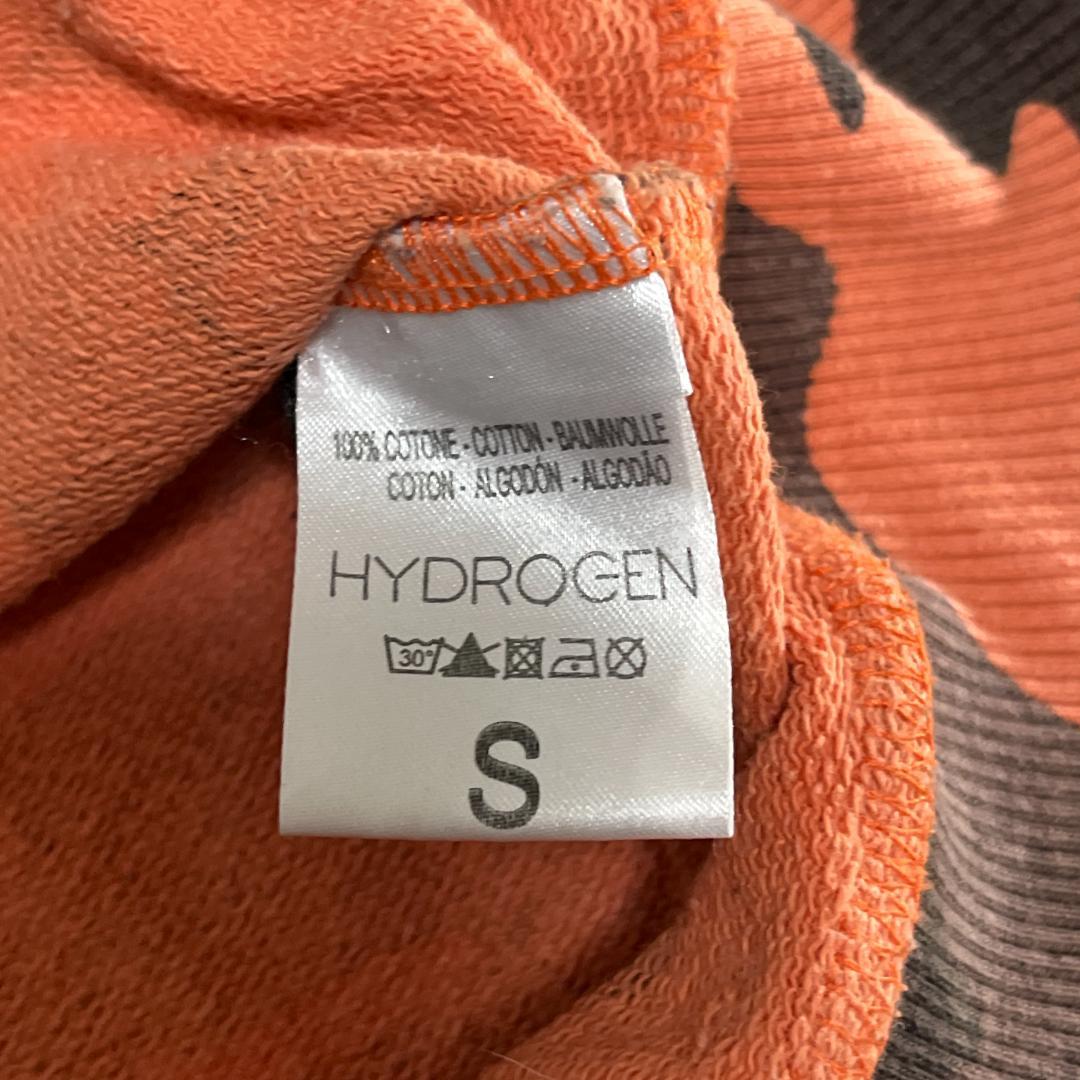 100% COTONE - COTTON - BAUMWOLLE
COTON - ALGODÓN - ALGODÃO
HYDROGEN
30°
S